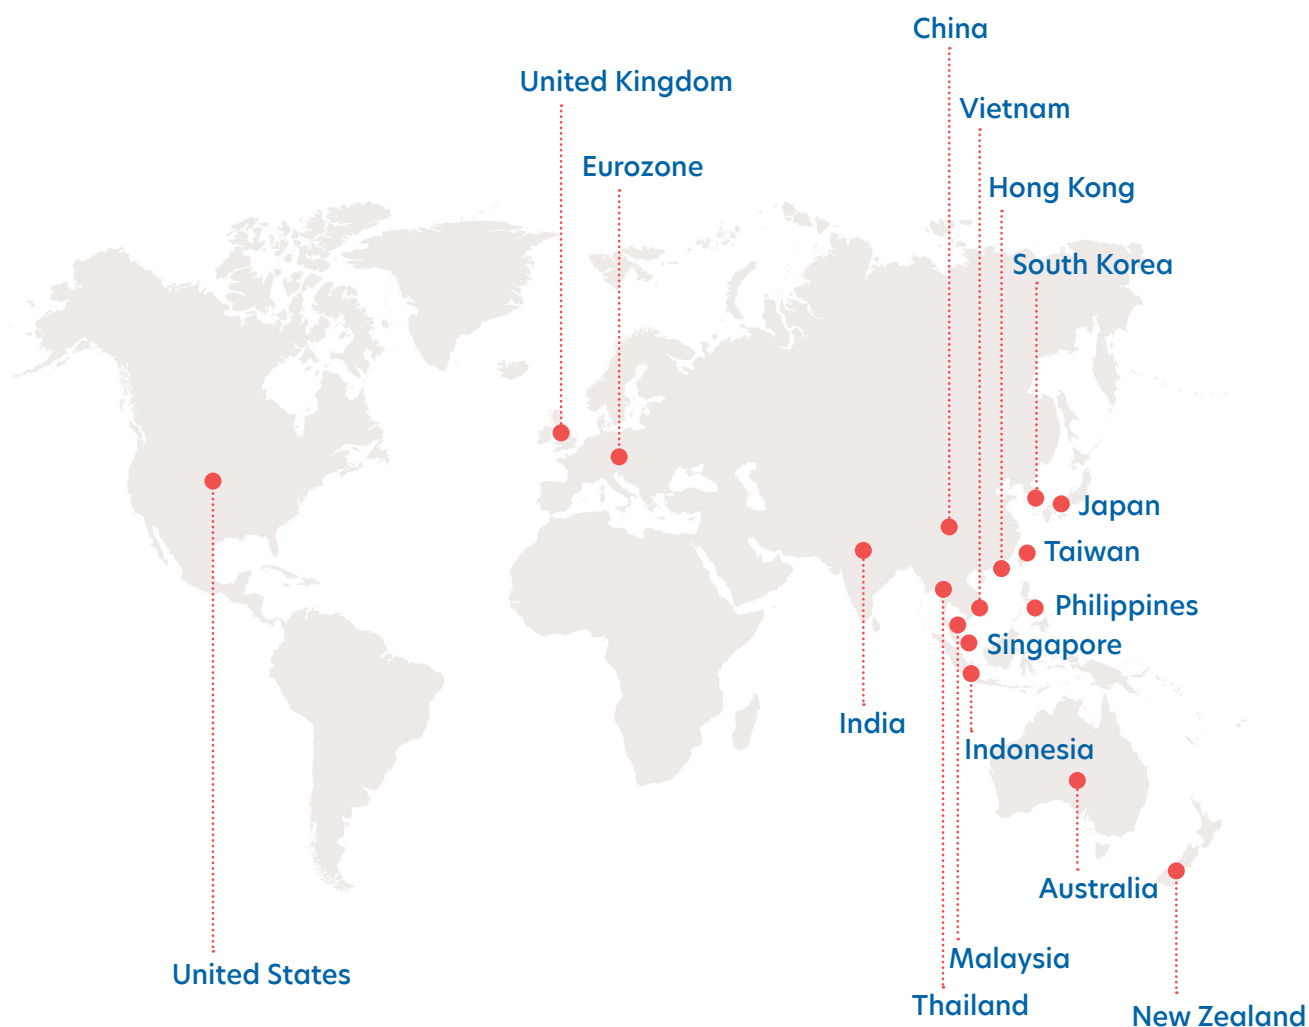 China
United Kingdom
Vietnam
Eurozone
Hong Kong
South Korea
Japan
Taiwan
Philippines
Singapore
India
Indonesia
Australia
Malaysia
United States
Thailand
New Zealand